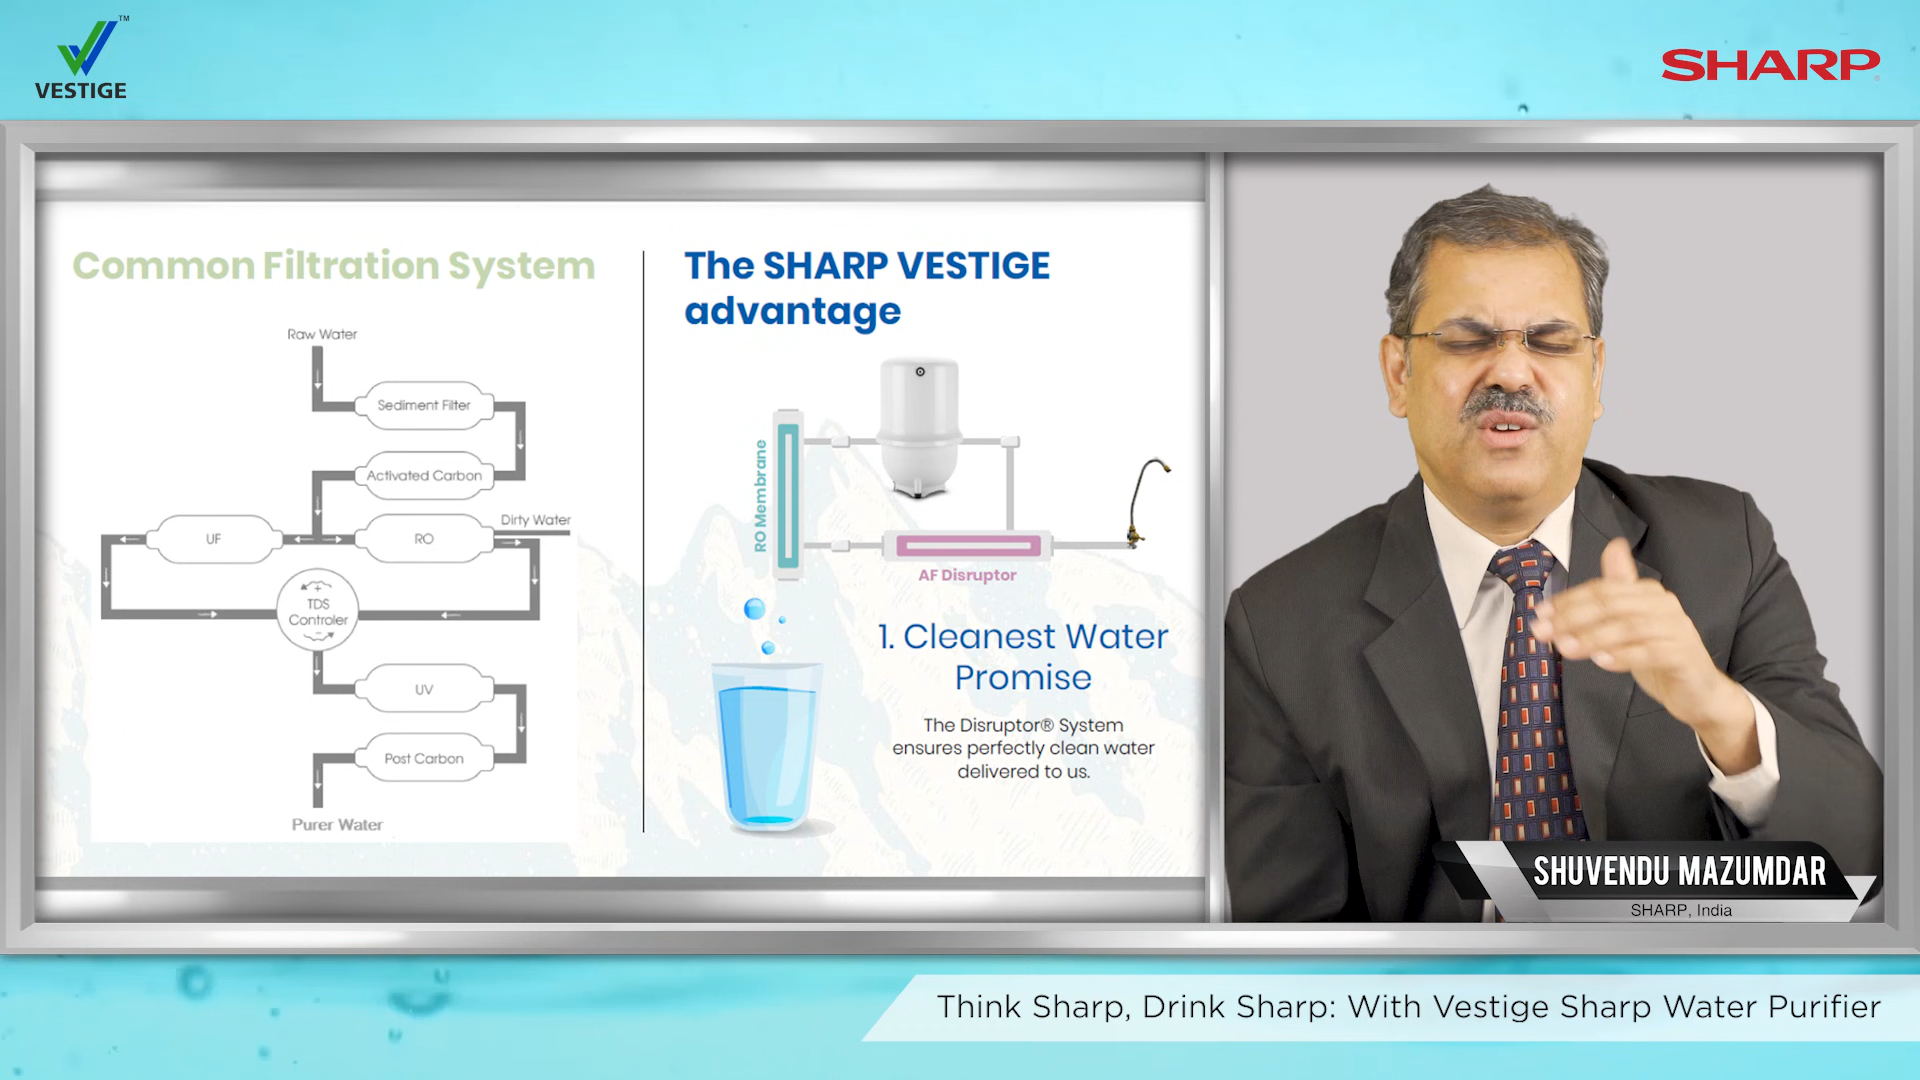 VESTIGE
TM
SHARP
Common Filtration System
Raw Water
Sediment Filter
Activated Carbon
Dirty Water
UF
RO
TDS
Controler
UV
Post Carbon
Purer Water
The SHARP VESTIGE
advantage
RO Membrane
AF Disruptor
1. Cleanest Water
Promise
The Disruptor® System
ensures perfectly clean water
delivered to us.
SHUVENDU MAZUMDAR
SHARP, India
Think Sharp, Drink Sharp: With Vestige Sharp Water Purifier